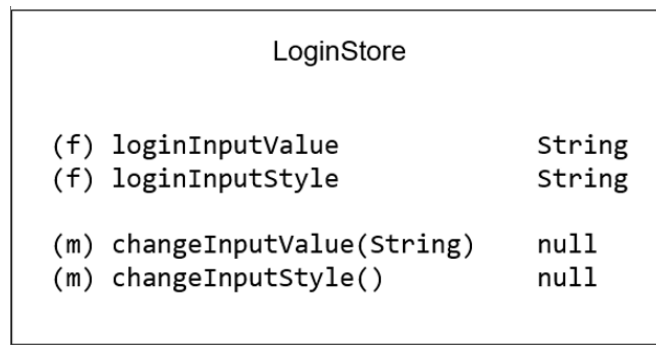 LoginStore
(f) loginInputValue String
(f) loginInputStyle String
(m) changeInputValue(String) null
(m) changeInputStyle() null